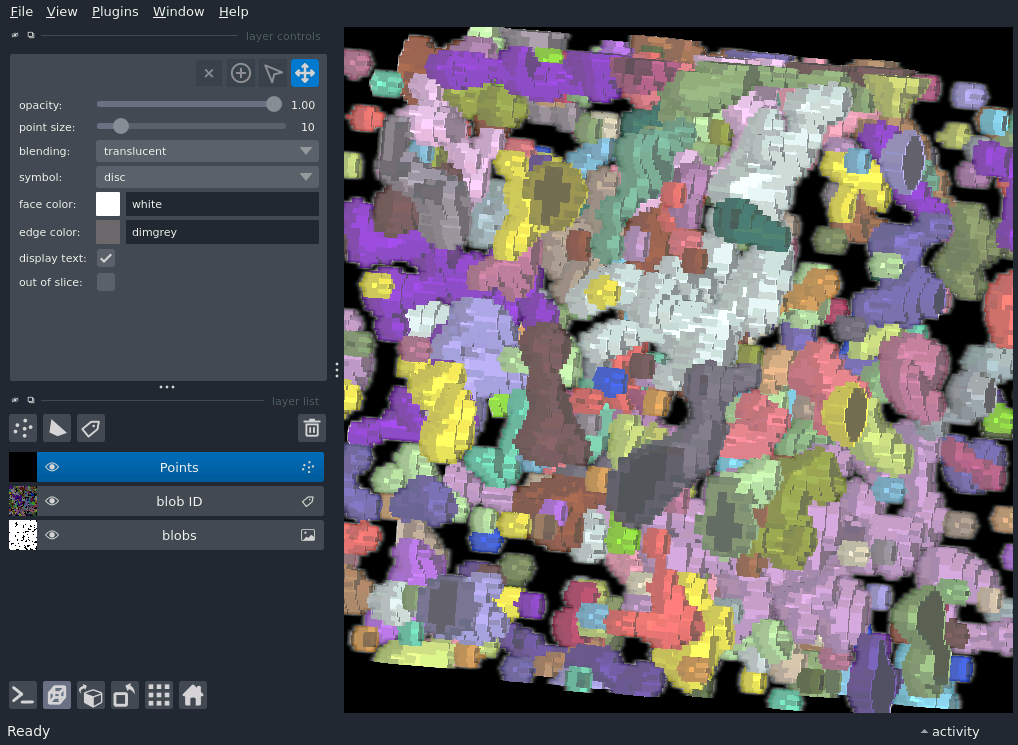 File View Plugins Window Help
layer controls
opacity: 1.00
point size: 10
blending: translucent
symbol: disc
face color: white
edge color: dimgrey
display text:
out of slice:
layer list
Points
blob ID
blobs
Ready
activity